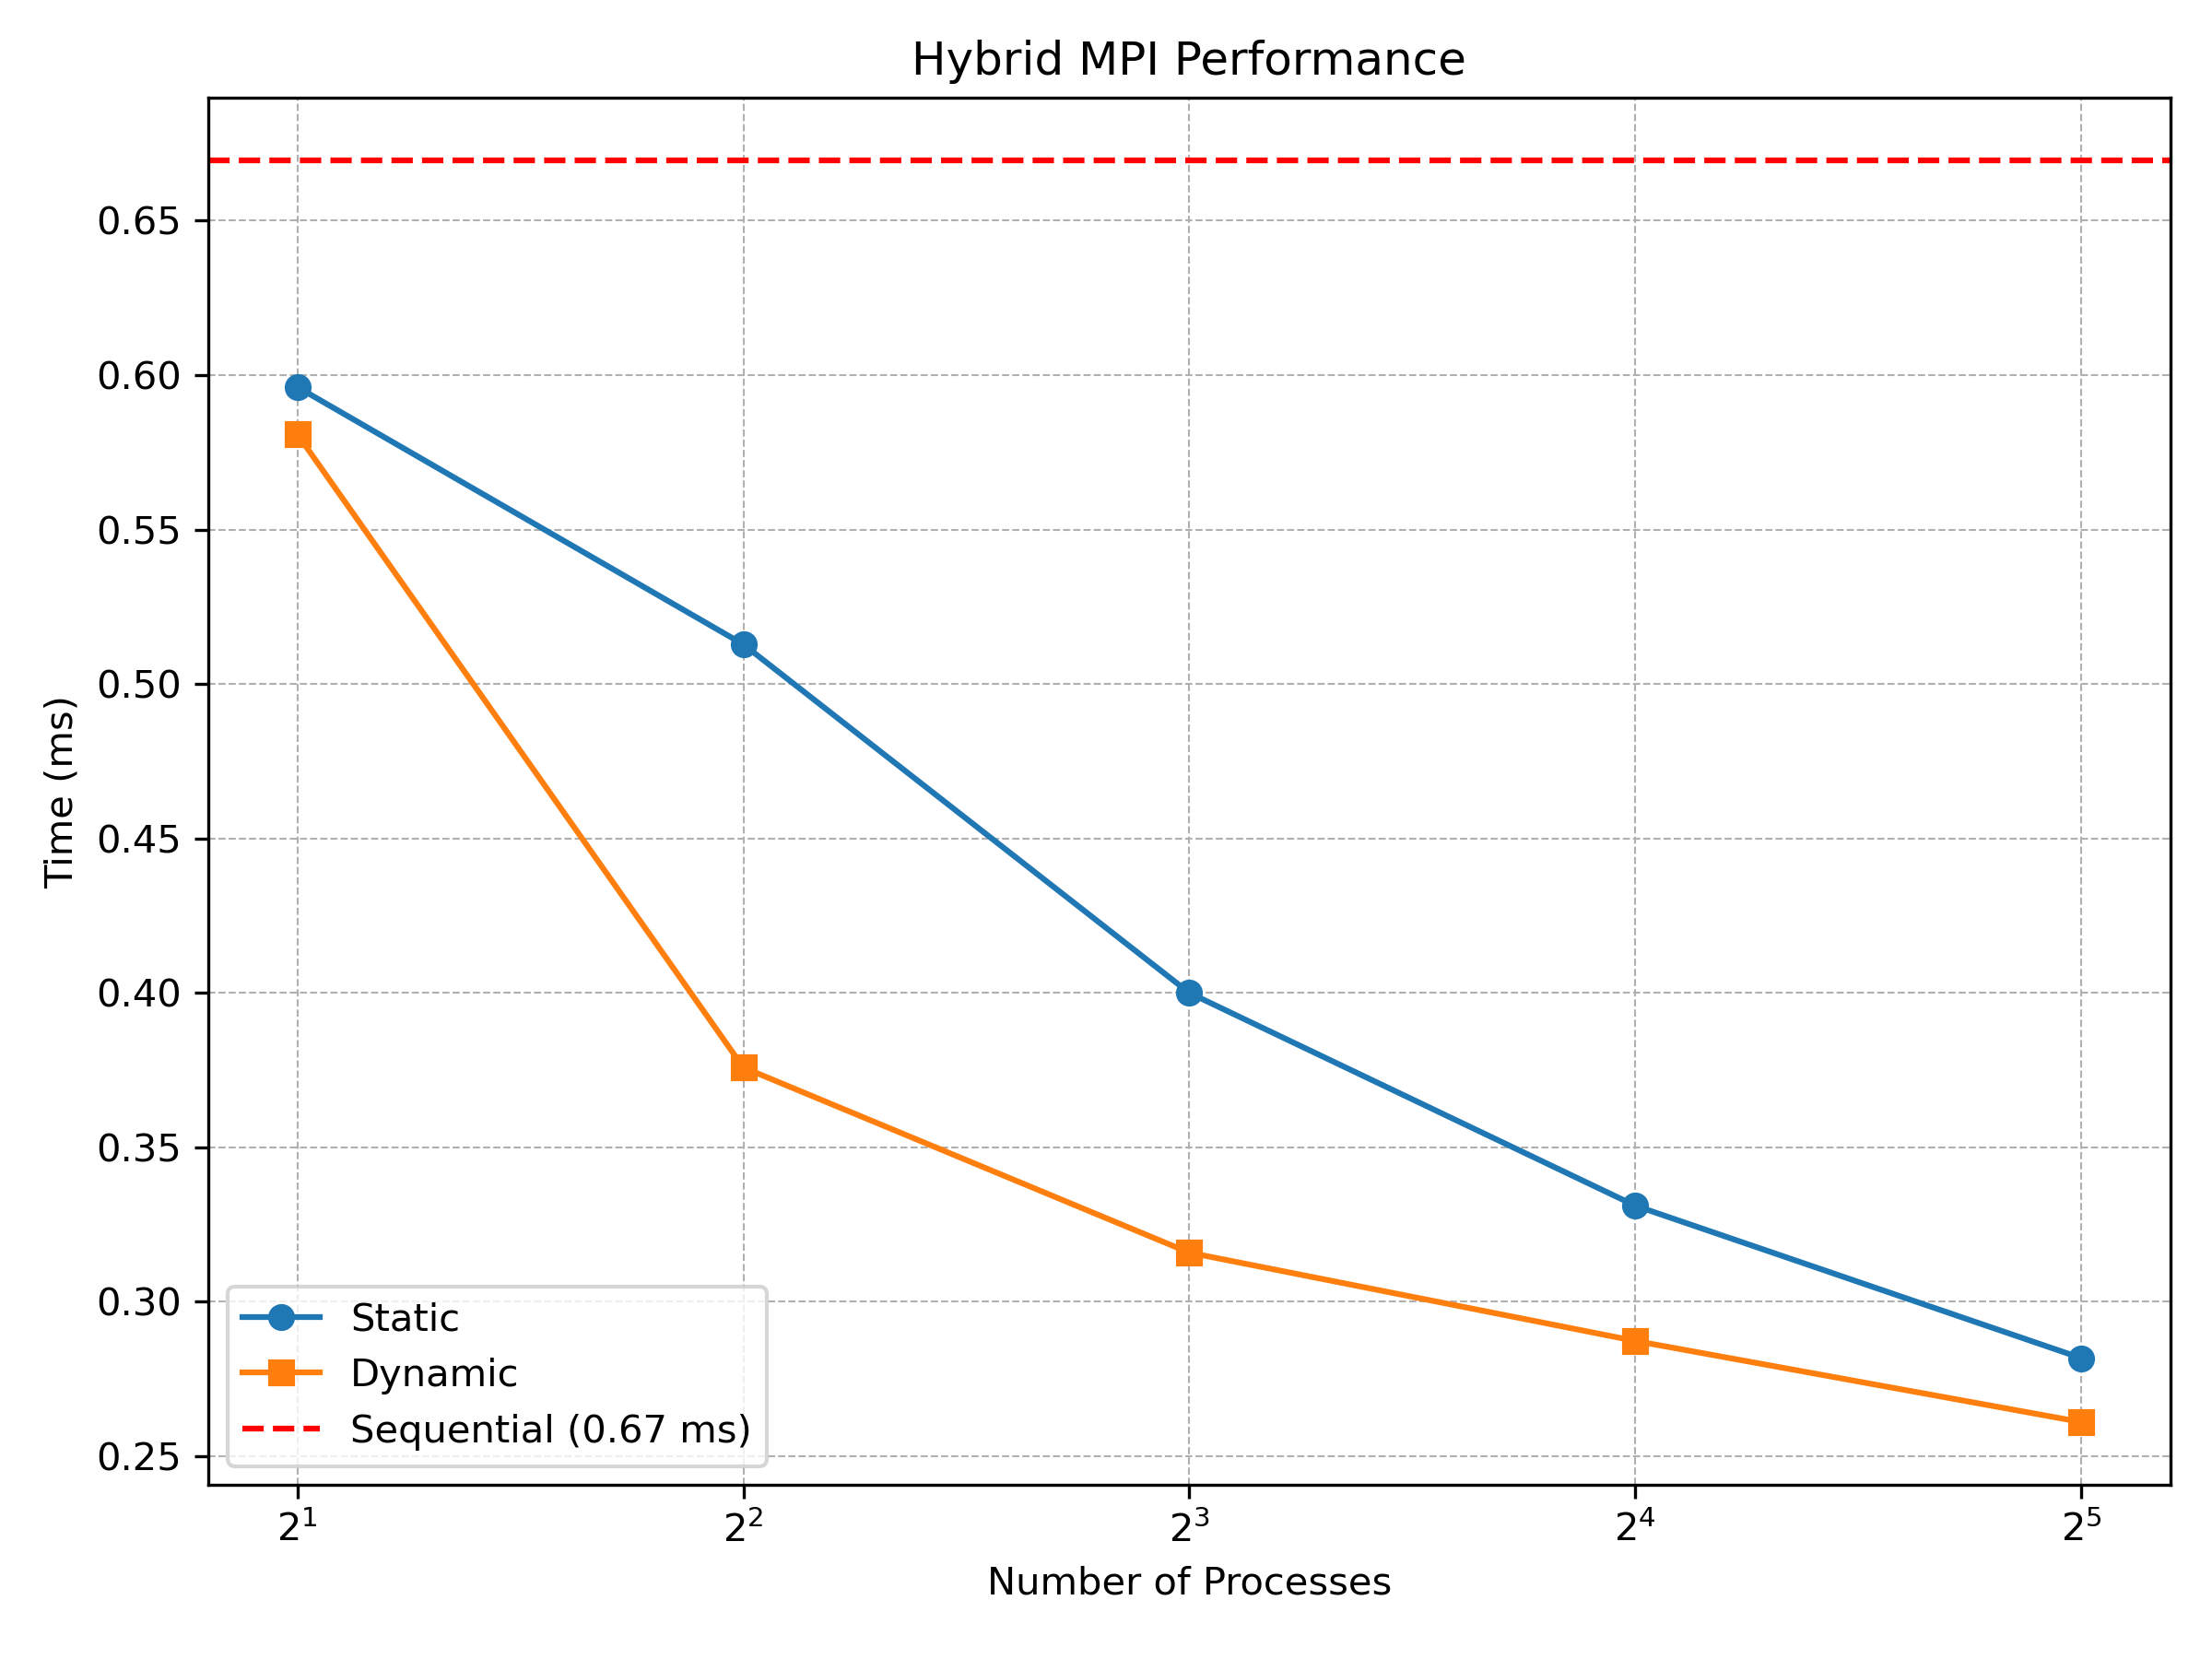 Hybrid MPI Performance
Time (ms)
0.65
0.60
0.55
0.50
0.45
0.40
0.35
0.30
0.25
Static
Dynamic
Sequential (0.67 ms)
2¹ 2² 2³ 2⁴ 2⁵
Number of Processes